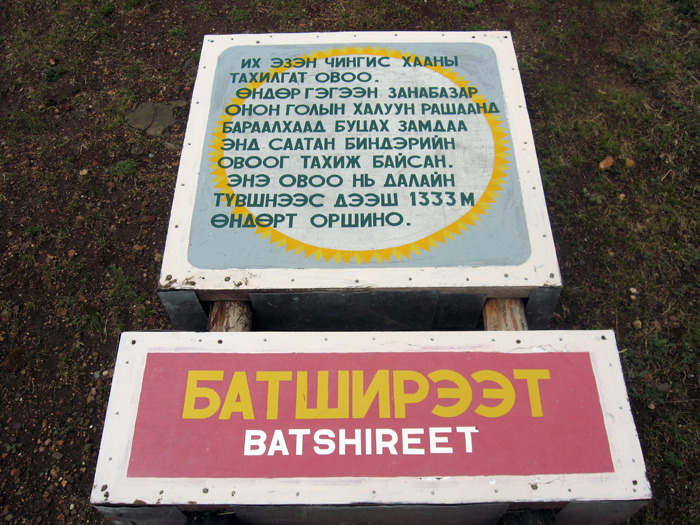 ИХ ЭЗЭН ЧИНГИС ХААНЫ
ТАХИЛГАТ ОВОО.
ӨНДӨР ГЭГЭЭН ЗАНАБАЗАР
ОНОН ГОЛЫН ХАЛУУН РАШААНД
БАРААЛХААД БУЦАХ ЗАМДАА
ЭНД СААТАН БИНДЭРИЙН
ОВООГ ТАХИЖ БАЙСАН.
ЭНЭ ОВОО НЬ ДАЛАЙН
ТҮВШНЭЭС ДЭЭШ 1333 М
ӨНДӨРТ ОРШИНО.
БАТШИРЭЭТ
BATSHIREET